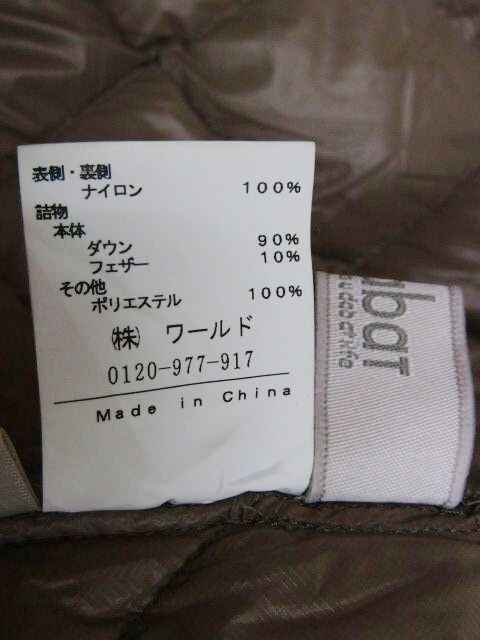 表側・裏側
ナイロン 100%
詰物
本体
ダウン 90%
フェザー 10%
その他
ポリエステル 100%
㈱ ワールド
0120-977-917
Made in China